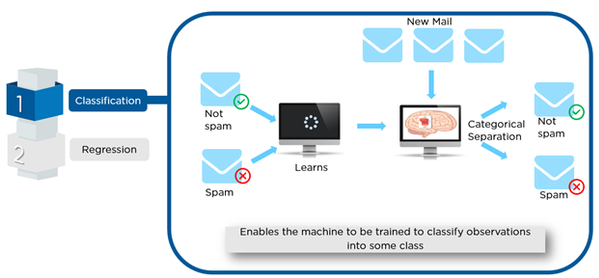 New Mail
1
Classification
2
Regression
Not
spam
Spam
Learns
Categorical
Separation
Not
spam
Spam
Enables the machine to be trained to classify observations
into some class